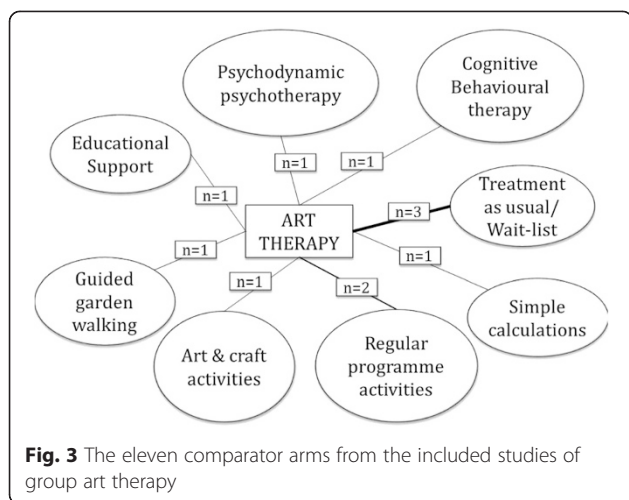 Psychodynamic
psychotherapy
Cognitive
Behavioural
therapy
Educational
Support
n=1
n=1
n=1
ART
THERAPY
n=3
Treatment
as usual/
Wait-list
n=1
n=1
n=2
n=1
Guided
garden
walking
Art & craft
activities
Regular
programme
activities
Simple
calculations
Fig. 3 The eleven comparator arms from the included studies of
group art therapy